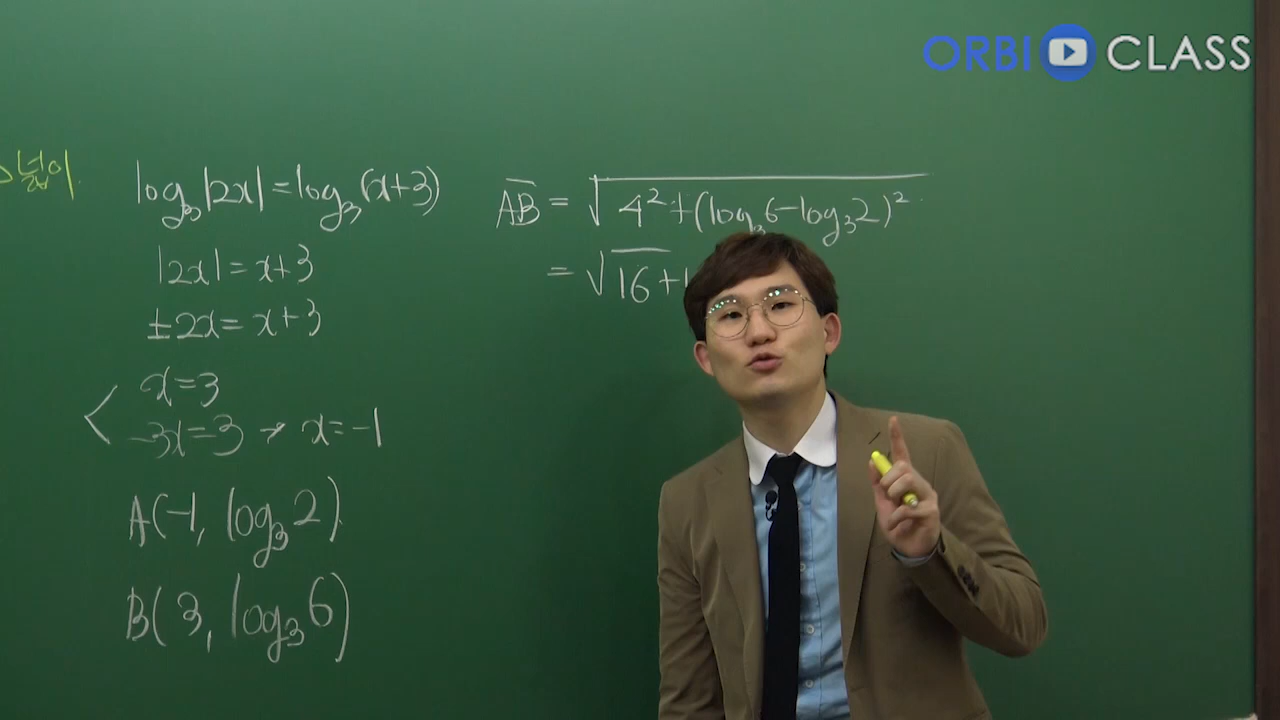 ORBI CLASS
넓이.
log₃|2x|=log₃(x+3)
|2x|=x+3
±2x=x+3
x=3
-3x=3 → x=-1
A(-1, log₃2)
B(3, log₃6)
AB = √4²+(log₃6-log₃2)²
= √16+1